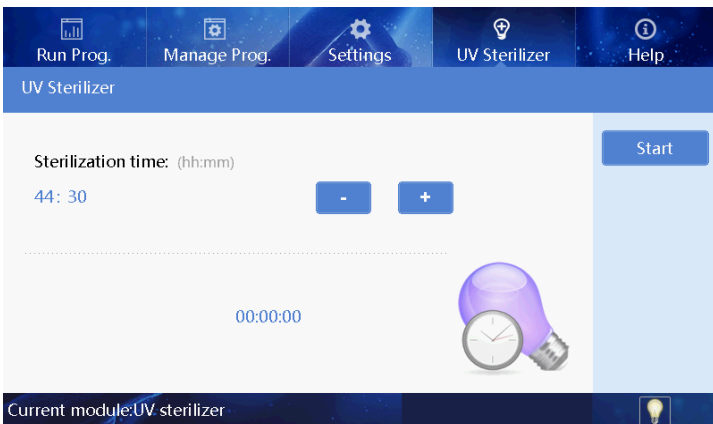 Run Prog. Manage Prog. Settings UV Sterilizer Help
UV Sterilizer
Sterilization time: (hh:mm)
Start
44: 30
- +
00:00:00
Current module:UV sterilizer